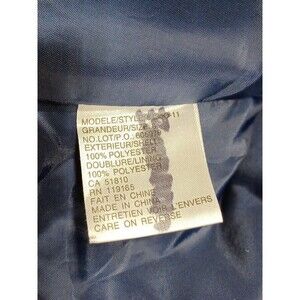 MODELE/STYLE
GRANDEUR/SIZE
NO.LOT/P.O.
EXTERIEUR/SHELL
100% POLYESTER
DOUBLURE/LINING
100% POLYESTER
CA 51810
RN 119165
FAIT EN CHINE
MADE IN CHINA
ENTRETIEN VOIR L'ENVERS
CARE ON REVERSE